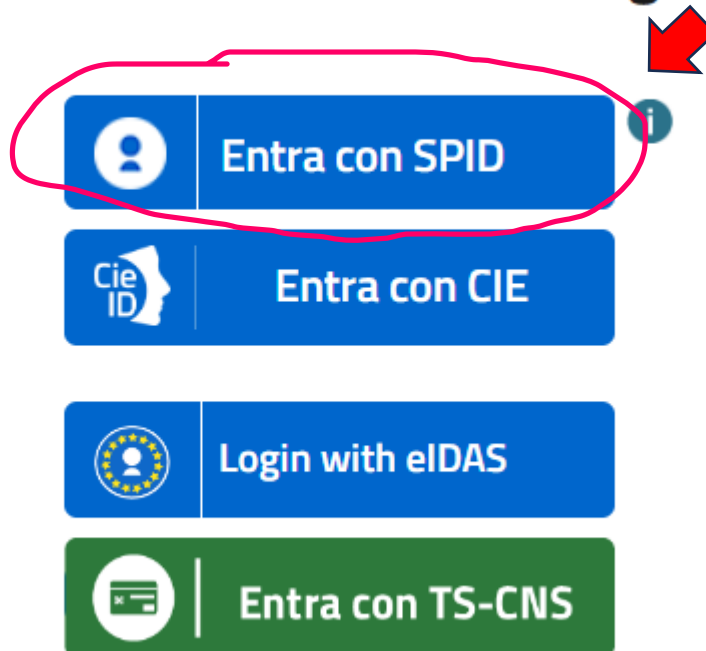 i
Entra con SPID
Cie
ID
Entra con CIE
Login with eIDAS
Entra con TS-CNS